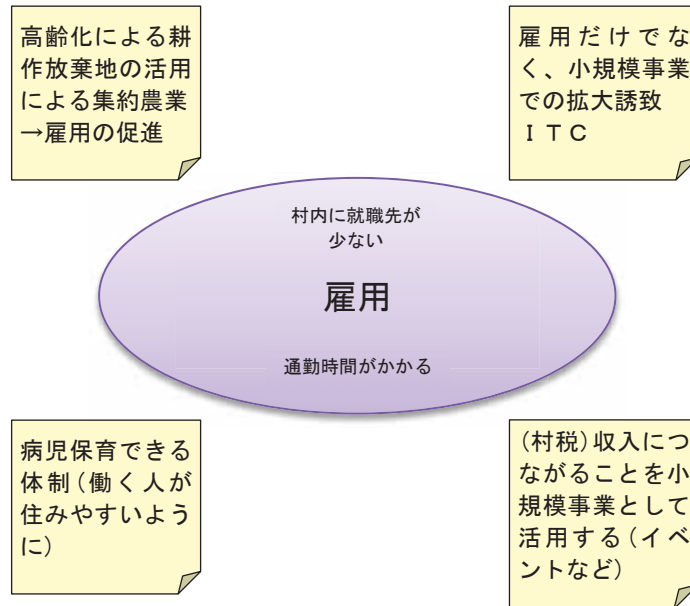 高齢化による耕
作放棄地の活用
による集約農業
→雇用の促進
雇用だけでな
く、小規模事業
での拡大誘致
ＩＴＣ
村内に就職先が
少ない
雇用
通勤時間がかかる
病児保育できる
体制（働く人が
住みやすいよう
に）
（村税）収入につ
ながることを小
規模事業として
活用する（イベ
ントなど）